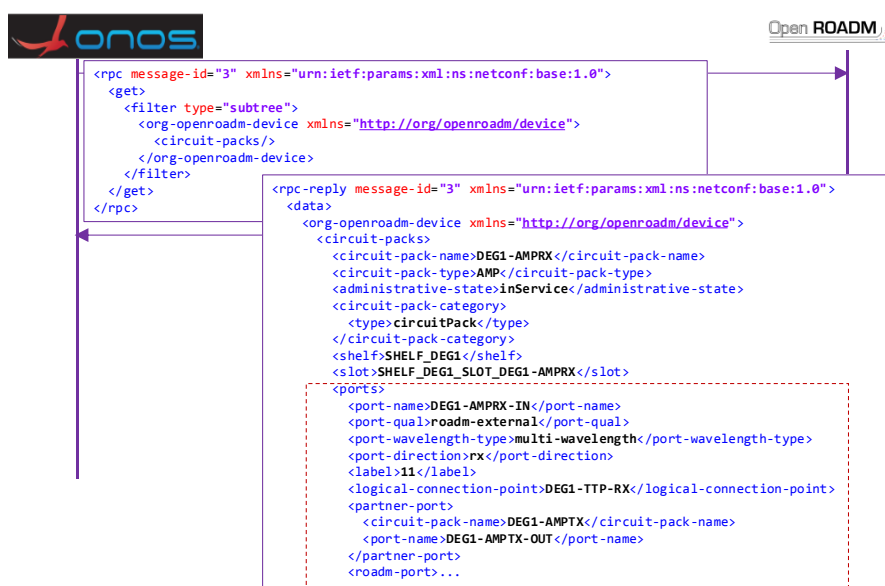 onos
Open ROADM
<rpc message-id="3" xmlns="urn:ietf:params:xml:ns:netconf:base:1.0">
<get>
<filter type="subtree">
<org-openroadm-device xmlns="http://org/openroadm/device">
<circuit-packs/>
</org-openroadm-device>
</filter>
</get>
</rpc>
<rpc-reply message-id="3" xmlns="urn:ietf:params:xml:ns:netconf:base:1.0">
<data>
<org-openroadm-device xmlns="http://org/openroadm/device">
<circuit-packs>
<circuit-pack-name>DEG1-AMPRX</circuit-pack-name>
<circuit-pack-type>AMP</circuit-pack-type>
<administrative-state>inService</administrative-state>
<circuit-pack-category>
<type>circuitPack</type>
</circuit-pack-category>
<shelf>SHELF_DEG1</shelf>
<slot>SHELF_DEG1_SLOT_DEG1-AMPRX</slot>
<ports>
<port-name>DEG1-AMPRX-IN</port-name>
<port-qual>roadm-external</port-qual>
<port-wavelength-type>multi-wavelength</port-wavelength-type>
<port-direction>rx</port-direction>
<label>11</label>
<logical-connection-point>DEG1-TTP-RX</logical-connection-point>
<partner-port>
<circuit-pack-name>DEG1-AMPTX</circuit-pack-name>
<port-name>DEG1-AMPTX-OUT</port-name>
</partner-port>
<roadm-port>...